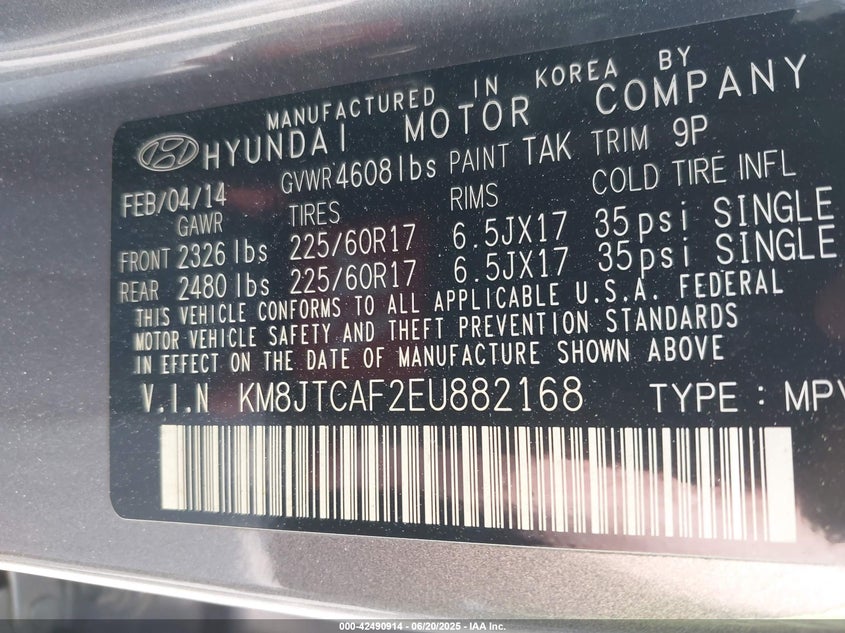 MANUFACTURED IN KOREA BY
HYUNDAI MOTOR COMPANY
FEB/04/14 GVWR 4608 lbs PAINT TAK TRIM 9P
GAWR TIRES RIMS COLD TIRE INFL
FRONT 2326 lbs 225/60R17 6.5JX17 35psi SINGLE
REAR 2480 lbs 225/60R17 6.5JX17 35psi SINGLE
THIS VEHICLE CONFORMS TO ALL APPLICABLE U.S.A. FEDERAL
MOTOR VEHICLE SAFETY AND THEFT PREVENTION STANDARDS
IN EFFECT ON THE DATE OF MANUFACTURE SHOWN ABOVE
V.I.N KM8JTCAF2EU882168 TYPE: MPV
000-42490914 - 06/20/2025 - IAA Inc.